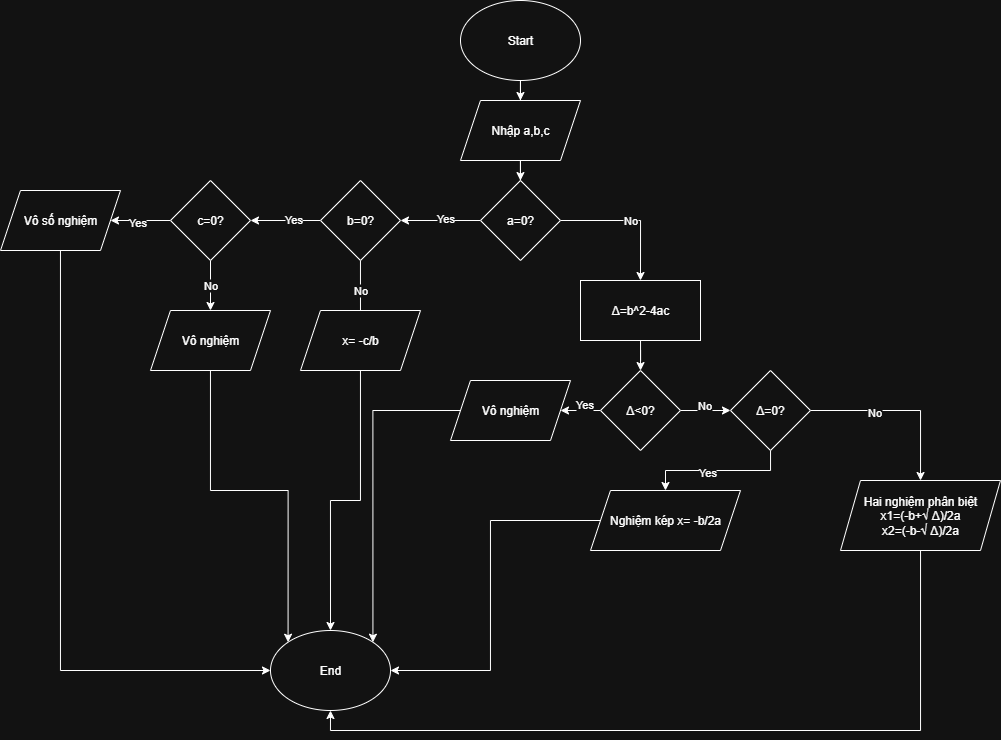 Start
Nhập a,b,c
a=0?
Yes
No
b=0?
Yes
No
c=0?
Yes
No
Vô số nghiệm
Vô nghiệm
x= -c/b
Δ=b^2-4ac
Δ<0?
Yes
No
Vô nghiệm
Δ=0?
Yes
No
Nghiệm kép x= -b/2a
Hai nghiệm phân biệt
x1=(-b+√ Δ)/2a
x2=(-b-√ Δ)/2a
End